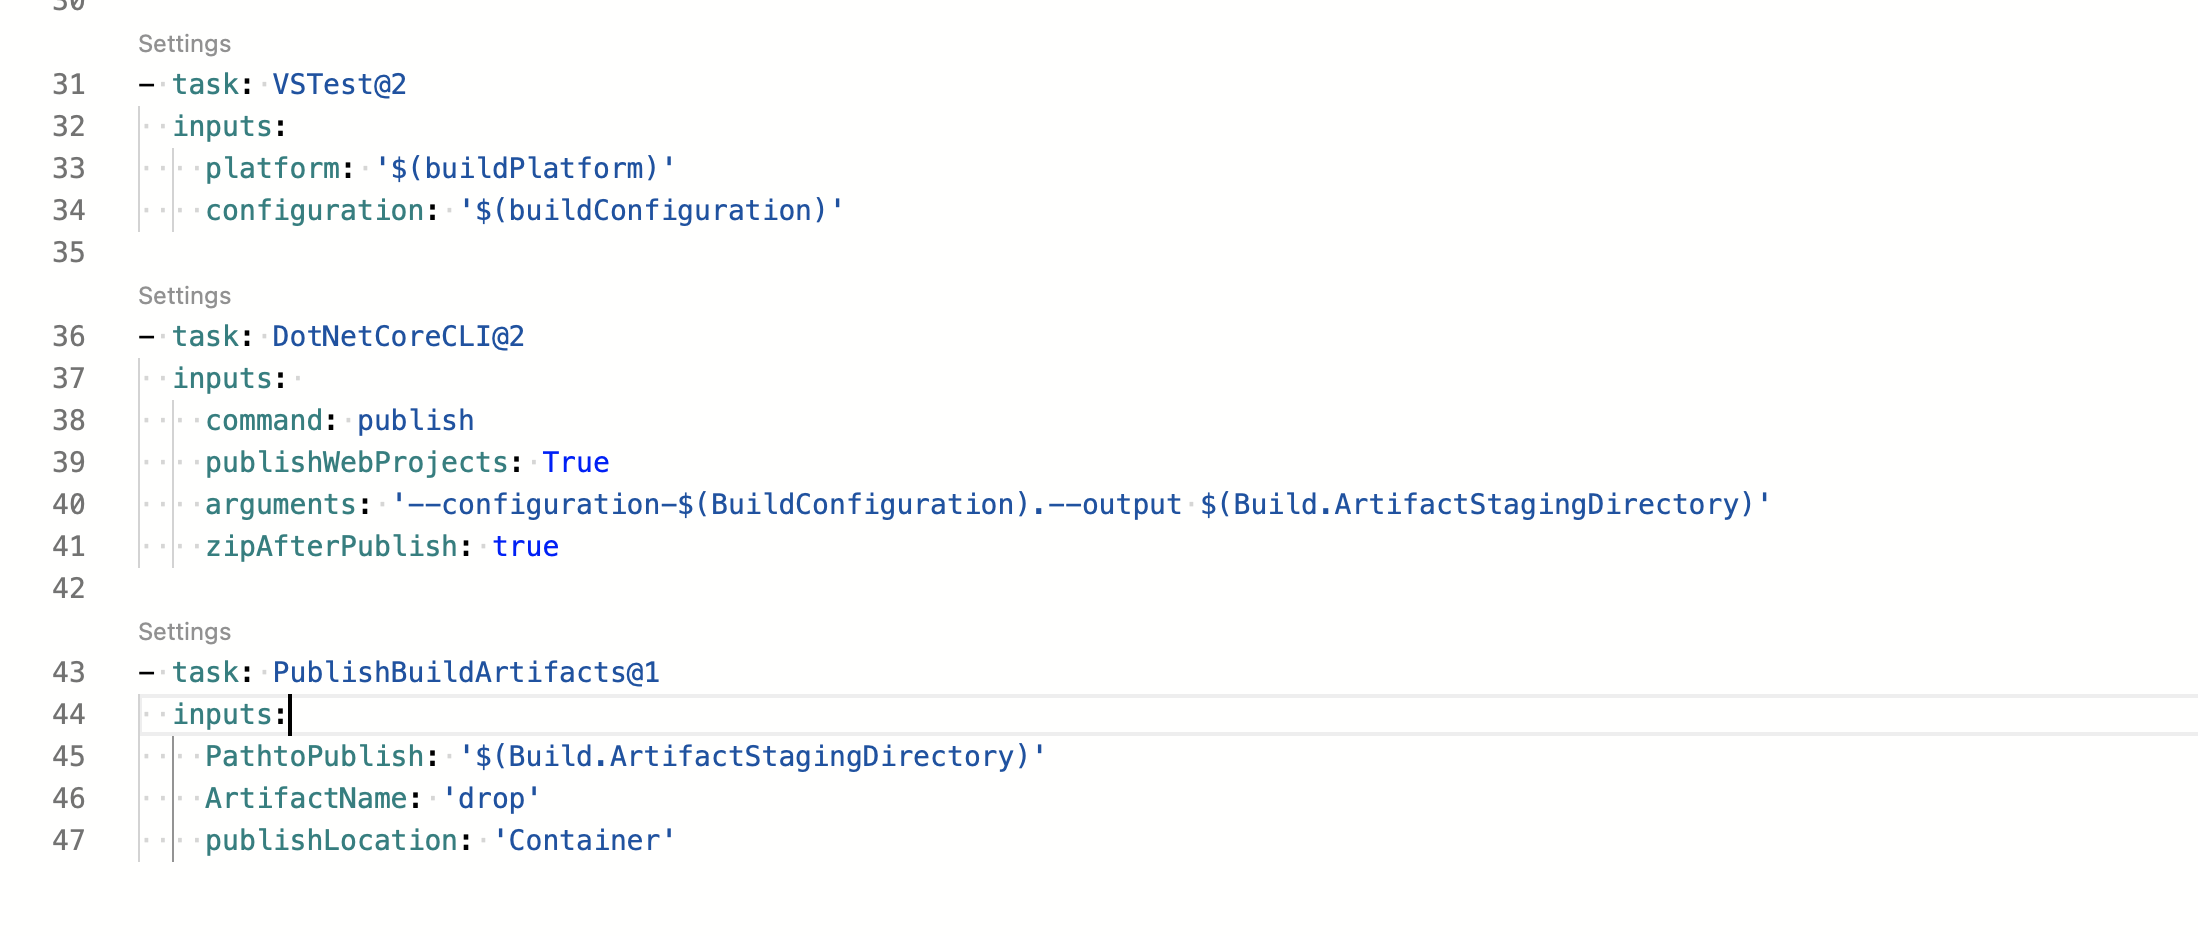 30
Settings
31 - task: VSTest@2
32 inputs:
33 platform: '$(buildPlatform)'
34 configuration: '$(buildConfiguration)'
35
Settings
36 - task: DotNetCoreCLI@2
37 inputs:
38 command: publish
39 publishWebProjects: True
40 arguments: '--configuration-$(BuildConfiguration).--output $(Build.ArtifactStagingDirectory)'
41 zipAfterPublish: true
42
Settings
43 - task: PublishBuildArtifacts@1
44 inputs:
45 PathtoPublish: '$(Build.ArtifactStagingDirectory)'
46 ArtifactName: 'drop'
47 publishLocation: 'Container'